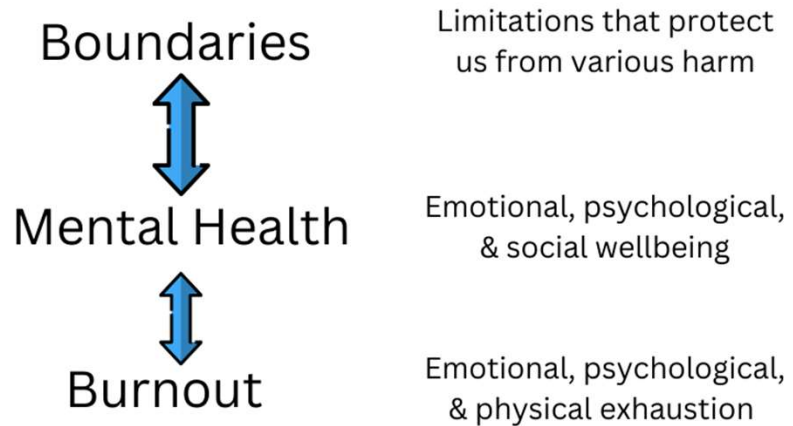 Boundaries
Limitations that protect
us from various harm
Mental Health
Emotional, psychological,
& social wellbeing
Burnout
Emotional, psychological,
& physical exhaustion